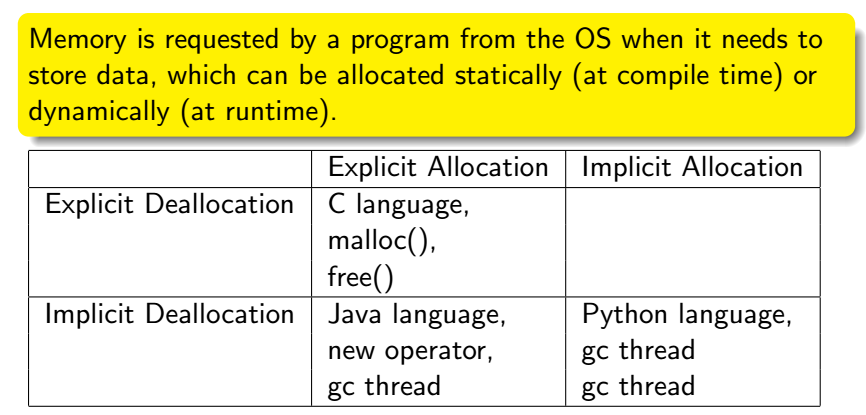 Memory is requested by a program from the OS when it needs to
store data, which can be allocated statically (at compile time) or
dynamically (at runtime).
Explicit Allocation Implicit Allocation
Explicit Deallocation C language,
malloc(),
free()
Implicit Deallocation Java language, Python language,
new operator, gc thread
gc thread gc thread